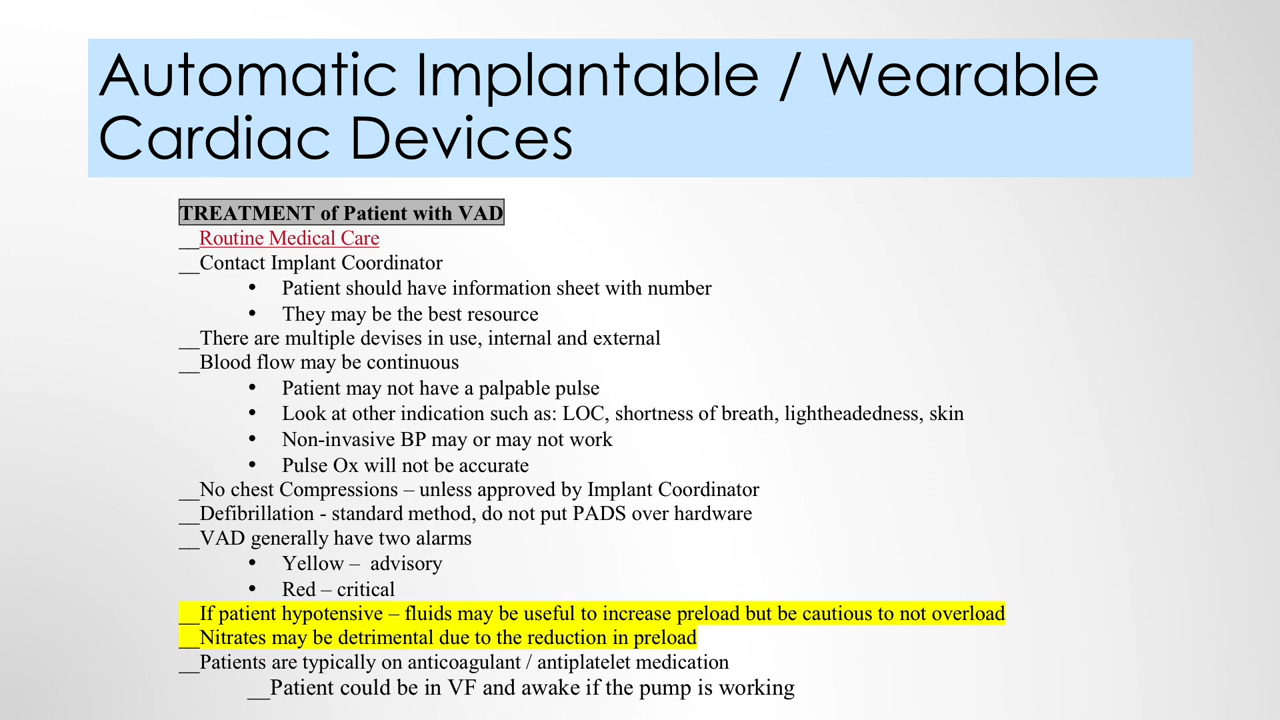 Automatic Implantable / Wearable
Cardiac Devices
TREATMENT of Patient with VAD
__Routine Medical Care
__Contact Implant Coordinator
• Patient should have information sheet with number
• They may be the best resource
__There are multiple devises in use, internal and external
__Blood flow may be continuous
• Patient may not have a palpable pulse
• Look at other indication such as: LOC, shortness of breath, lightheadedness, skin
• Non-invasive BP may or may not work
• Pulse Ox will not be accurate
__No chest Compressions – unless approved by Implant Coordinator
__Defibrillation - standard method, do not put PADS over hardware
__VAD generally have two alarms
• Yellow – advisory
• Red – critical
__If patient hypotensive – fluids may be useful to increase preload but be cautious to not overload
__Nitrates may be detrimental due to the reduction in preload
__Patients are typically on anticoagulant / antiplatelet medication
__Patient could be in VF and awake if the pump is working